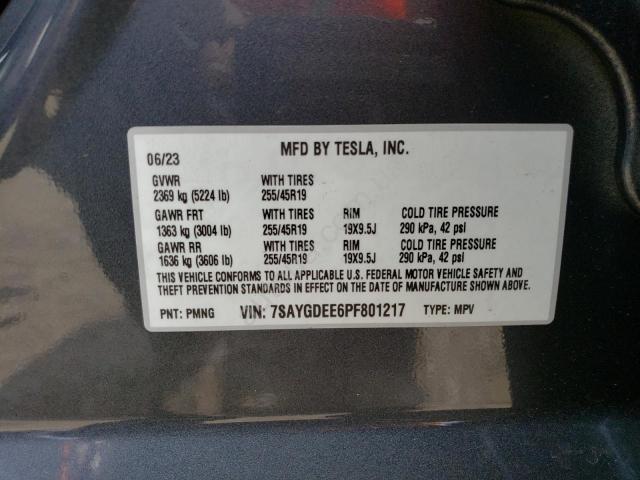 06/23 MFD BY TESLA, INC.
GVWR WITH TIRES
2369 kg (5224 lb) 255/45R19
GAWR FRT WITH TIRES RIM COLD TIRE PRESSURE
1363 kg (3004 lb) 255/45R19 19X9.5J 290 kPa, 42 psi
GAWR RR WITH TIRES RIM COLD TIRE PRESSURE
1636 kg (3606 lb) 255/45R19 19X9.5J 290 kPa, 42 psi
THIS VEHICLE CONFORMS TO ALL APPLICABLE U.S. FEDERAL MOTOR VEHICLE SAFETY AND
THEFT PREVENTION STANDARDS IN EFFECT ON THE DATE OF MANUFACTURE SHOWN ABOVE.
PNT: PMNG VIN: 7SAYGDEE6PF801217 TYPE: MPV